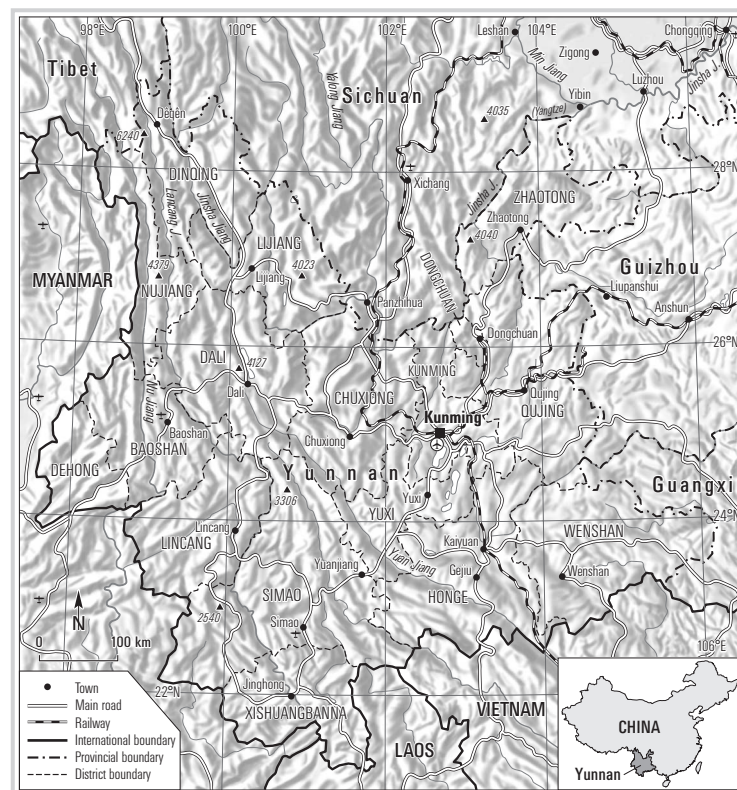 98°E
100°E
102°E
104°E
Leshan
Chongqing
Min Jiang
Zigong
Tibet
Luzhou
Jinsha J.
Sichuan
Yalong Jiang
Yibin
(Yangtze)
4035
Dêqên
6240
28°N
DINQING
Xichang
Lancang J.
Jinsha Jiang
Jinsha J.
ZHAOTONG
Zhaotong
4040
LIJIANG
Lijiang
4379
4023
DONGCHUAN
Guizhou
MYANMAR
NUJIANG
Liupanshui
Panzhihua
Anshun
Dongchuan
26°N
DALI
4127
KUNMING
Nu Jiang
Dali
CHUXIONG
Qujing
QUJING
Kunming
Baoshan
BAOSHAN
Chuxiong
DEHONG
Yunnan
Guangxi
3306
Yuxi
YUXI
24°N
Lincang
LINCANG
Kaiyuan
WENSHAN
Yuan Jiang
Yuanjiang
Gejiu
Wenshan
SIMAO
HONGE
N
2540
Simao
0
100 km
106°E
Jinghong
22°N
XISHUANGBANNA
VIETNAM
LAOS
Town
Main road
Railway
International boundary
Provincial boundary
District boundary
CHINA
Yunnan